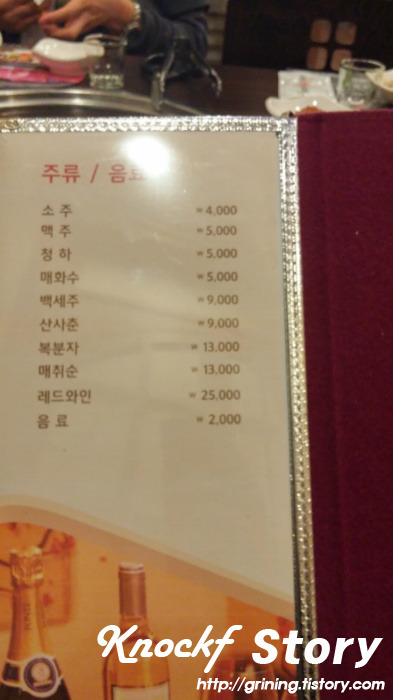 주류 / 음료
소 주 ₩ 4,000
맥 주 ₩ 5,000
청 하 ₩ 5,000
매화수 ₩ 5,000
백세주 ₩ 9,000
산사춘 ₩ 9,000
복분자 ₩ 13,000
매취순 ₩ 13,000
레드와인 ₩ 25,000
음 료 ₩ 2,000
Knockf Story
http://grining.tistory.com